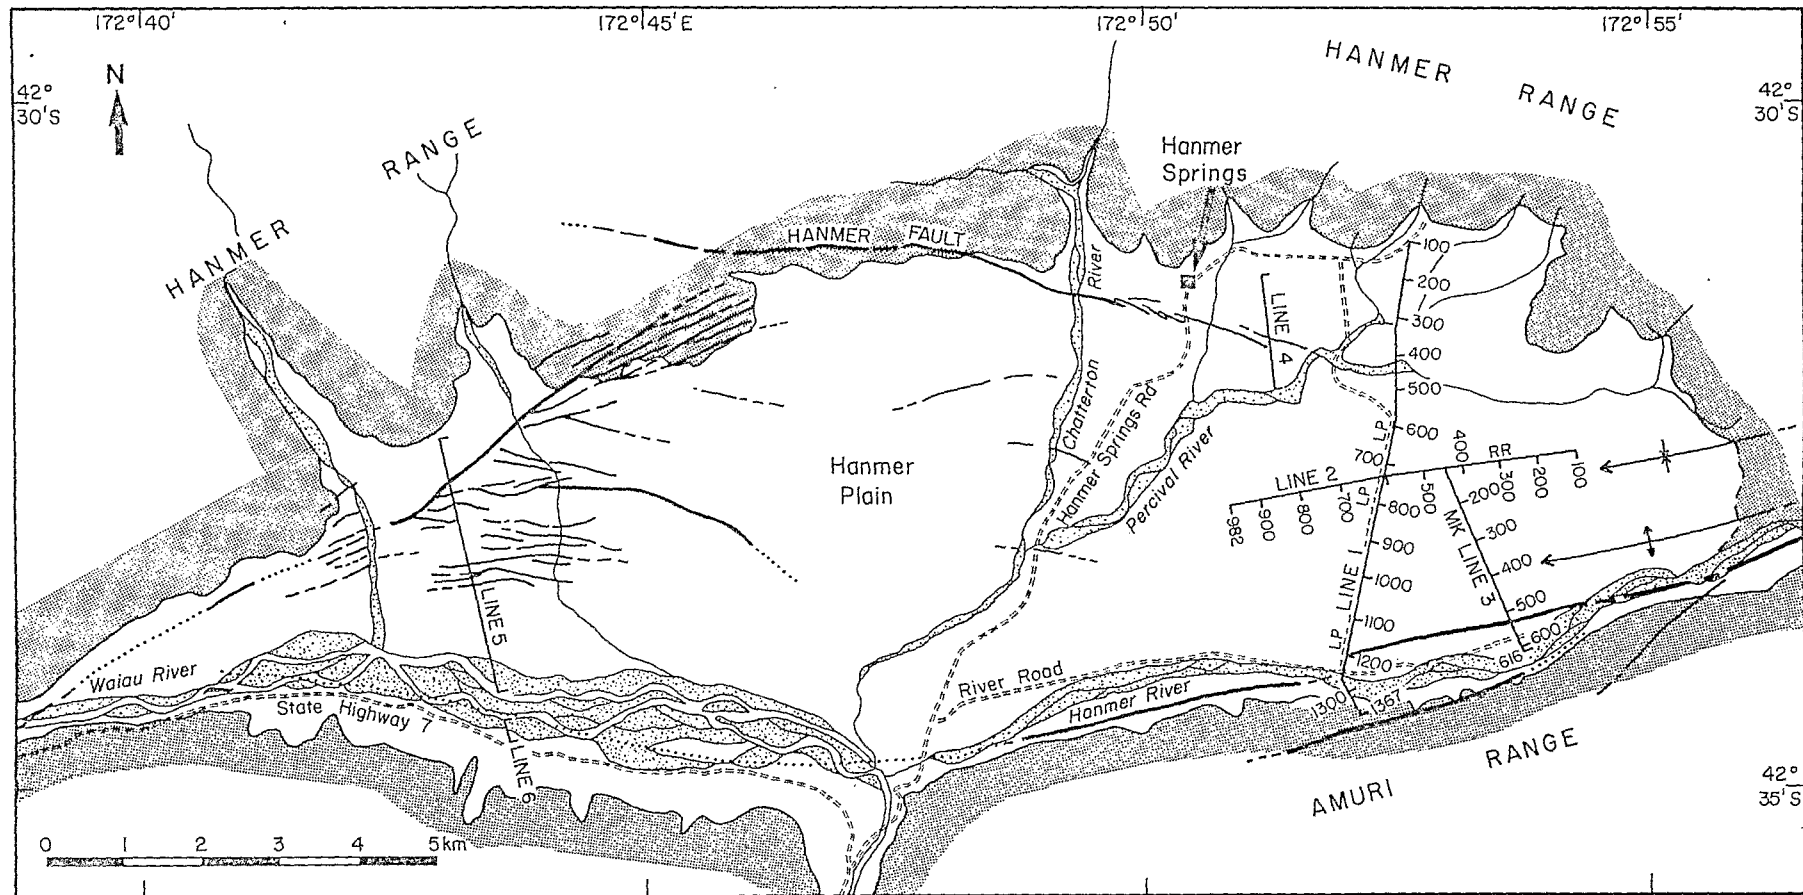 172° 40'
172° 45' E
172° 50'
172° 55'
N
42°
30'S
42°
30'S
HANMER RANGE
HANMER RANGE
Hanmer
Springs
HANMER FAULT
River
Chatterton
Hanmer Springs Rd
Percival River
LINE 4
100
200
300
400
500
LP
600
700
LP
800
900
1000
1100
1200
1300
1367
LP LINE 1
LINE 2
982
900
800
700
500
400
RR
300
200
100
MK LINE 3
200
300
400
500
600
616
Hanmer
Plain
LINE 5
LINE 6
Waiau River
State Highway 7
River Road
Hanmer River
AMURI RANGE
42°
35'S
0 1 2 3 4 5 km